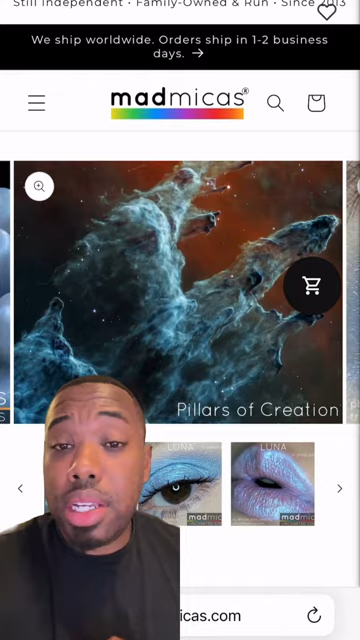 Still Independent • Family-Owned & Run • Since 2013
We ship worldwide. Orders ship in 1-2 business
days. →
madmicas®
Pillars of Creation
LUNA
LUNA
madmic
madmic
icas.com